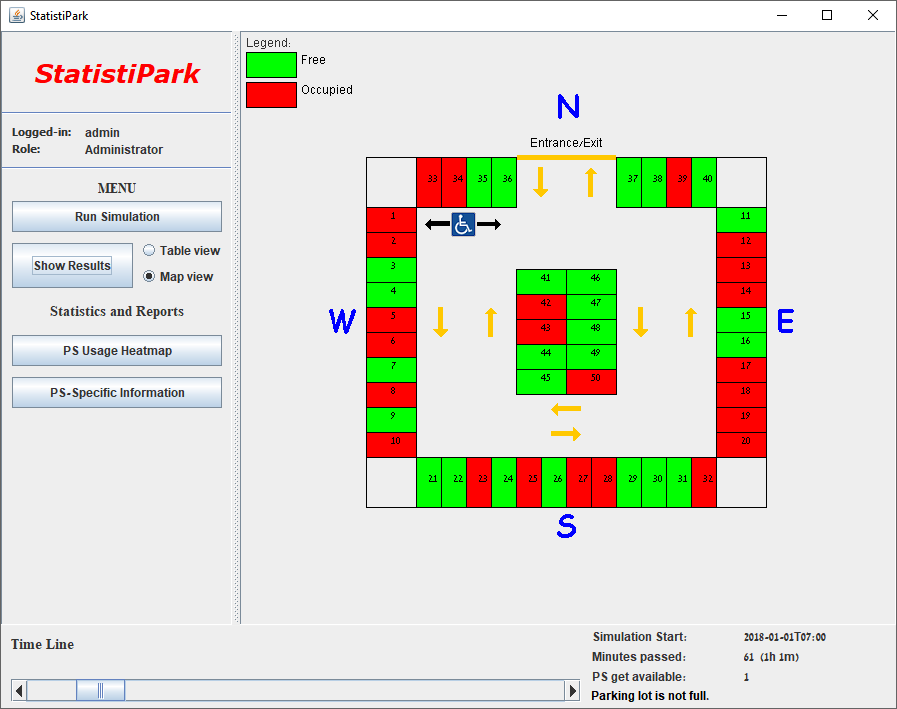 StatistiPark
StatistiPark
Logged-in: admin
Role: Administrator
MENU
Run Simulation
Show Results
Table view
Map view
Statistics and Reports
PS Usage Heatmap
PS-Specific Information
Legend:
Free
Occupied
N
Entrance/Exit
33 34 35 36 37 38 39 40
1 11
2 12
3 13
4 14
5 15
6 16
7 17
8 18
9 19
10 20
41 46
42 47
43 48
44 49
45 50
W
E
21 22 23 24 25 26 27 28 29 30 31 32
S
Time Line
Simulation Start: 2018-01-01T07:00
Minutes passed: 61 (1h 1m)
PS get available: 1
Parking lot is not full.